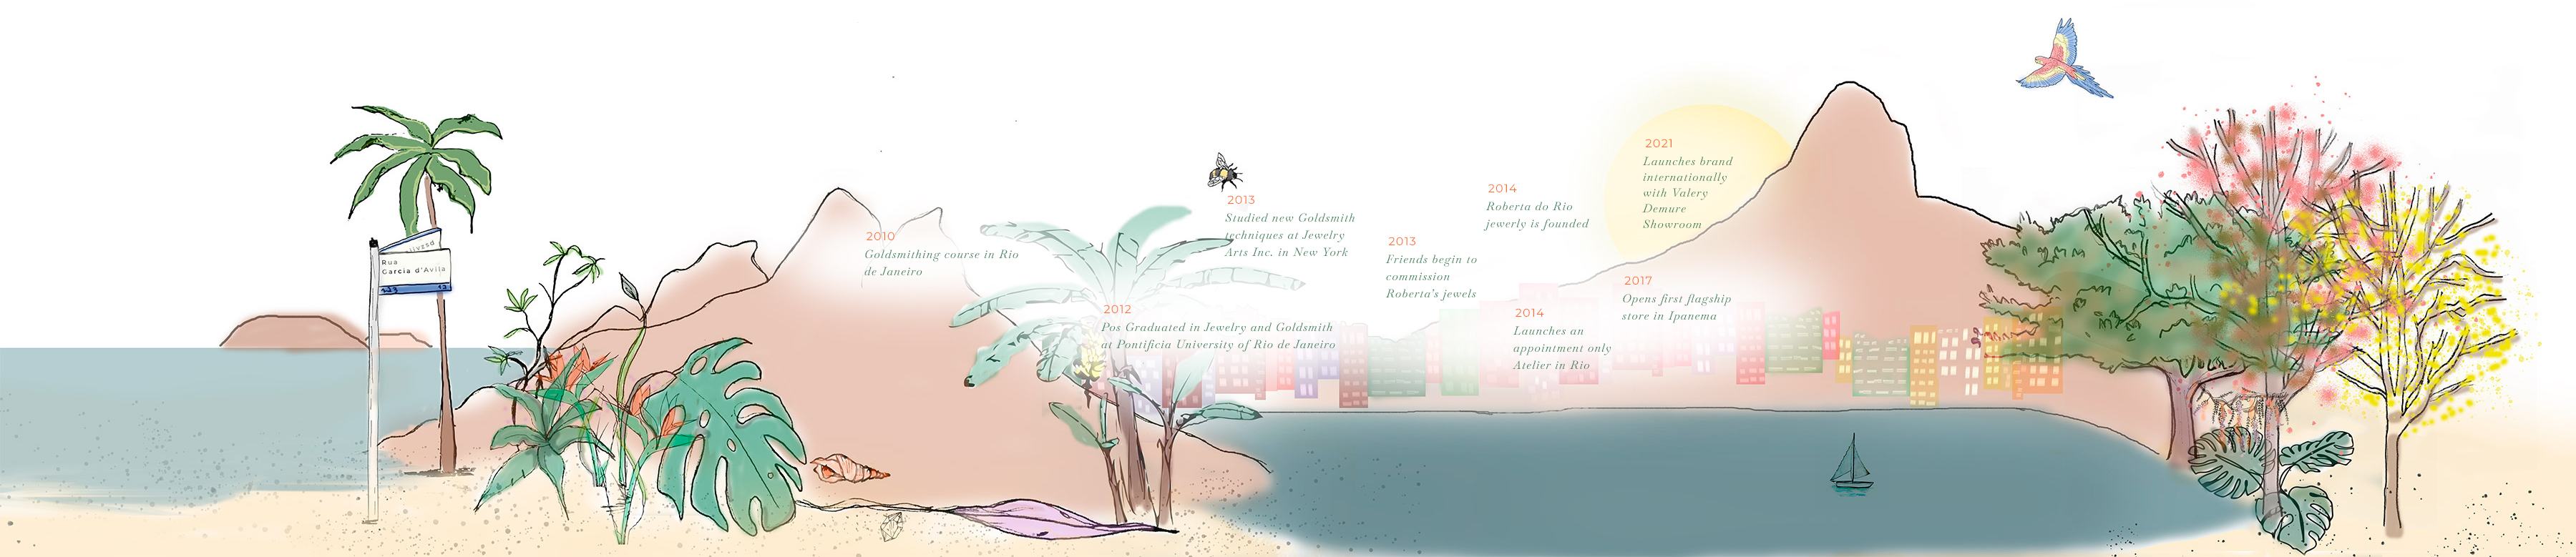 Rua
Garcia d'Avila
2010
Goldsmithing course in Rio
de Janeiro
2012
Pos Graduated in Jewelry and Goldsmith
at Pontificia University of Rio de Janeiro
2013
Studied new Goldsmith
techniques at Jewelry
Arts Inc. in New York
2013
Friends begin to
commission
Roberta's jewels
2014
Roberta do Rio
jewerly is founded
2014
Launches an
appointment only
Atelier in Rio
2017
Opens first flagship
store in Ipanema
2021
Launches brand
internationally
with Valery
Demure
Showroom